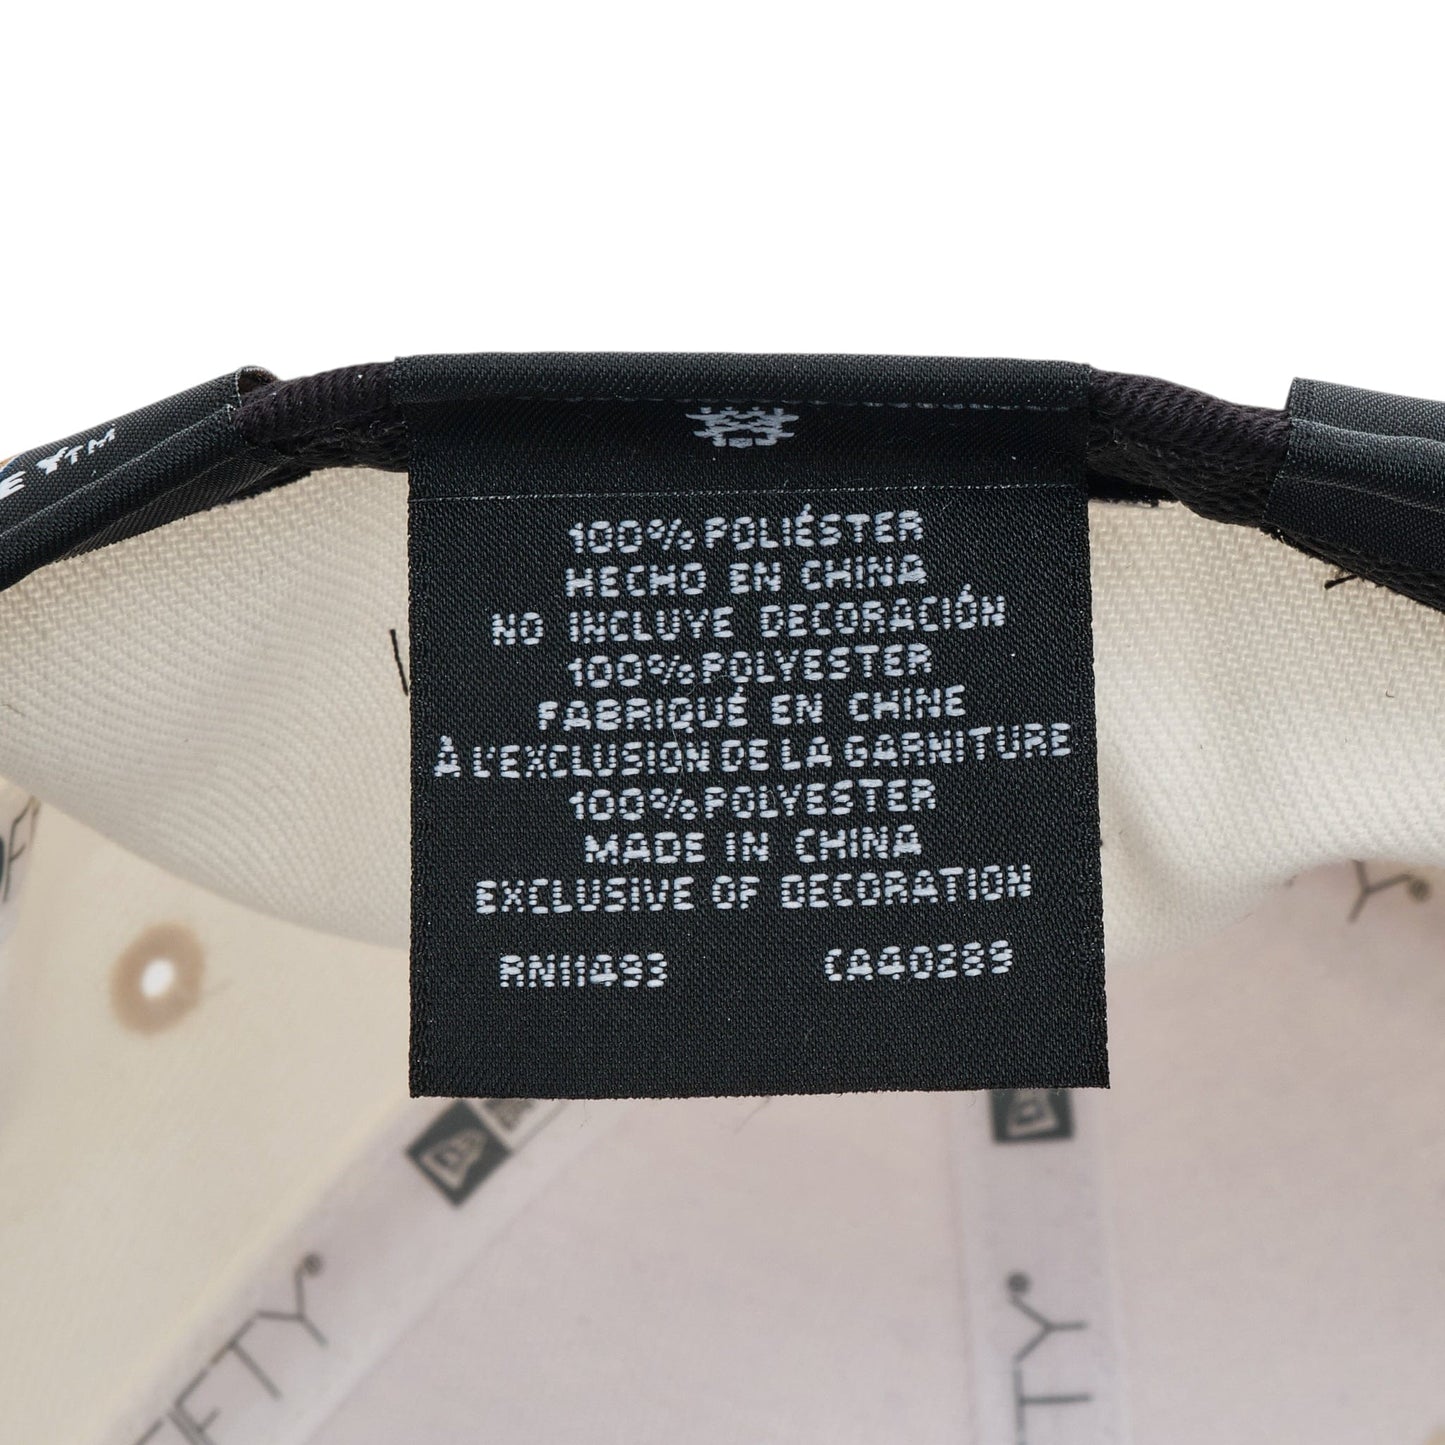 100% POLIÉSTER
HECHO EN CHINA
NO INCLUYE DECORACIÓN
100% POLYESTER
FABRIQUÉ EN CHINE
À L'EXCLUSION DE LA GARNITURE
100% POLYESTER
MADE IN CHINA
EXCLUSIVE OF DECORATION
RN11493 CA40289